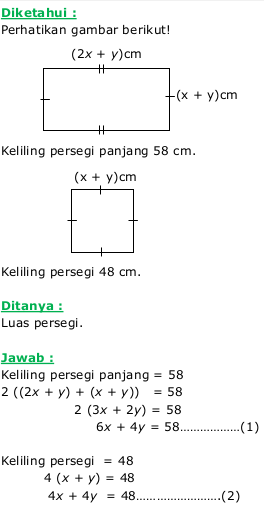 Diketahui :
Perhatikan gambar berikut!
(2x + y)cm
(x + y)cm
Keliling persegi panjang 58 cm.
(x + y)cm
Keliling persegi 48 cm.
Ditanya :
Luas persegi.
Jawab :
Keliling persegi panjang = 58
2 ((2x + y) + (x + y)) = 58
2 (3x + 2y) = 58
6x + 4y = 58..................(1)
Keliling persegi = 48
4 (x + y) = 48
4x + 4y = 48.........................(2)